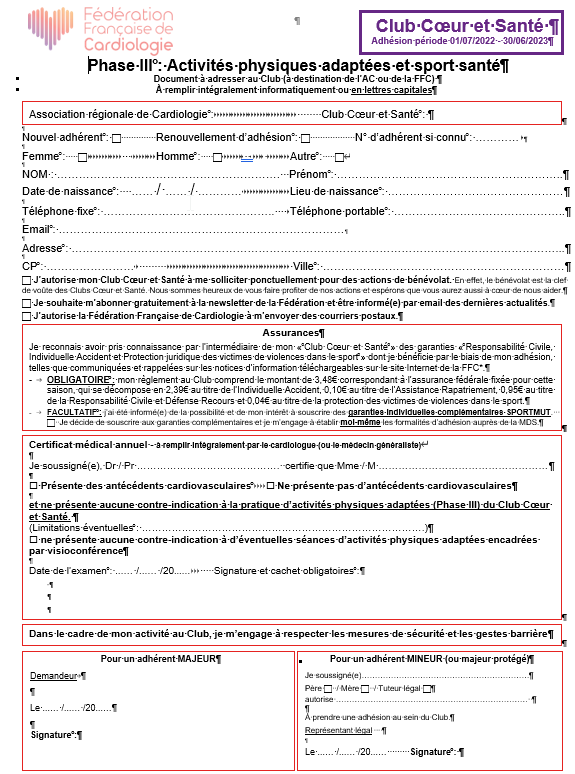 Fédération
Française de
Cardiologie
Club Cœur et Santé
Adhésion période 01/07/2022 - 30/06/2023
Phase III : Activités physiques adaptées et sport santé
Document à adresser au Club (à destination de l'AC ou de la FFC)
À remplir intégralement informatiquement ou en lettres capitales
Association régionale de Cardiologie : Club Cœur et Santé :
Nouvel adhérent : ☐ Renouvellement d'adhésion : ☐ N° d'adhérent si connu : ............
Femme : ☐ Homme : ☐ Autre : ☐
NOM : Prénom :
Date de naissance : ...... / ...... / ............ Lieu de naissance :
Téléphone fixe : Téléphone portable :
Email :
Adresse :
CP : Ville :
☐ J'autorise mon Club Cœur et Santé à me solliciter ponctuellement pour des actions de bénévolat. En effet, le bénévolat est la clef
de voûte des Clubs Cœur et Santé. Nous sommes heureux de vous faire profiter de nos actions et espérons que vous aurez aussi à cœur de nous aider.
☐ Je souhaite m'abonner gratuitement à la newsletter de la Fédération et être informé(e) par email des dernières actualités.
☐ J'autorise la Fédération Française de Cardiologie à m'envoyer des courriers postaux.
Assurances
Je reconnais avoir pris connaissance par l'intermédiaire de mon « Club Cœur et Santé » des garanties « Responsabilité Civile,
Individuelle Accident et Protection juridique des victimes de violences dans le sport » dont je bénéficie par le biais de mon adhésion,
telles que communiquées et rappelées sur les notices d'information téléchargeables sur le site Internet de la FFC*.
- OBLIGATOIRE : mon règlement au Club comprend le montant de 3,48€ correspondant à l'assurance fédérale fixée pour cette
saison, qui se décompose en 2,39€ au titre de l'Individuelle Accident, 0,10€ au titre de l'Assistance Rapatriement, 0,95€ au titre
de la Responsabilité Civile et Défense Recours et 0,04€ au titre de la protection des victimes de violences dans le sport.
- FACULTATIF : j'ai été informé(e) de la possibilité et de mon intérêt à souscrire des garanties individuelles complémentaires SPORTMUT.
☐ Je décide de souscrire aux garanties complémentaires et je m'engage à établir moi-même les formalités d'adhésion auprès de la MDS.
Certificat médical annuel - à remplir intégralement par le cardiologue (ou le médecin généraliste)
Je soussigné(e), Dr / Pr certifie que Mme / M.
☐ Présente des antécédents cardiovasculaires ☐ Ne présente pas d'antécédents cardiovasculaires
et ne présente aucune contre-indication à la pratique d'activités physiques adaptées (Phase III) du Club Cœur
et Santé.
(Limitations éventuelles : )
☐ ne présente aucune contre-indication à d'éventuelles séances d'activités physiques adaptées encadrées
par visioconférence
Date de l'examen : ...... / ....../ ...20...... Signature et cachet obligatoires :
Dans le cadre de mon activité au Club, je m'engage à respecter les mesures de sécurité et les gestes barrière
Pour un adhérent MAJEUR
Demandeur
Le ...... / ...... /20......
Signature :
Pour un adhérent MINEUR (ou majeur protégé)
Je soussigné(e)
Père ☐ / Mère ☐ / Tuteur légal ☐
autorise
À prendre une adhésion au sein du Club.
Représentant légal
Le ...... / ...... /20...... Signature :